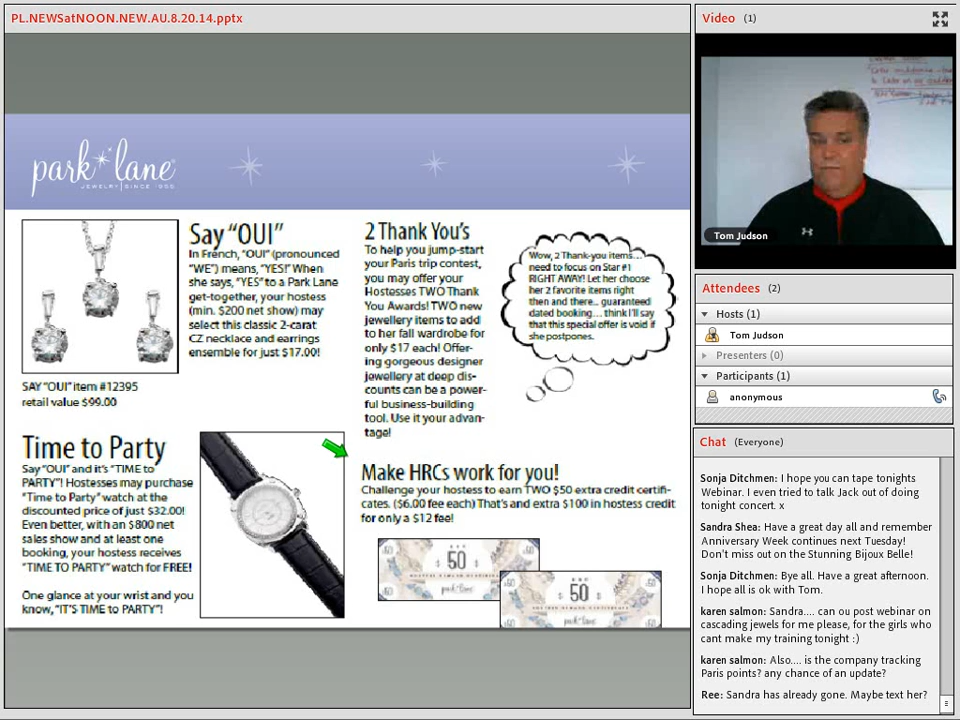 PL.NEWSatNOON.NEW.AU.8.20.14.pptx
park lane
JEWELRY | SINCE 1955
Say “OUI”
In French, “OUI” (pronounced
“WE”) means, “YES!” When
she says, “YES” to a Park Lane
get-together, your hostess
(min. $200 net show) may
select this classic 2-carat
CZ necklace and earrings
ensemble for just $17.00!
SAY “OUI” item #12395
retail value $99.00
2 Thank You’s
To help you jump-start
your Paris trip contest,
you may offer your
Hostesses TWO Thank
You Awards! TWO new
jewellery items to add
to her fall wardrobe for
only $17 each! Offer-
ing gorgeous designer
jewellery at deep dis-
counts can be a power-
ful business-building
tool. Use it your advan-
tage!
Wow, 2 Thank-you items...
need to focus on Star #1
RIGHT AWAY! Let her choose
her 2 favorite items right
then and there... guaranteed
dated booking... think I’ll say
that this special offer is void if
she postpones.
Time to Party
Say “OUI” and it’s “TIME to
PARTY”! Hostesses may purchase
“Time to Party” watch at the
discounted price of just $32.00!
Even better, with an $800 net
sales show and at least one
booking, your hostess receives
“TIME TO PARTY” watch for FREE!
One glance at your wrist and you
know, “IT’S TIME to PARTY”!
Make HRCs work for you!
Challenge your hostess to earn TWO $50 extra credit certifi-
cates. ($6.00 fee each) That’s and extra $100 in hostess credit
for only a $12 fee!
50
park lane
50
park lane
Video (1)
Tom Judson
Attendees (2)
Hosts (1)
Tom Judson
Presenters (0)
Participants (1)
anonymous
Chat (Everyone)
Sonja Ditchmen: I hope you can tape tonights
Webinar. I even tried to talk Jack out of doing
tonight concert. x
Sandra Shea: Have a great day all and remember
Anniversary Week continues next Tuesday!
Don't miss out on the Stunning Bijoux Belle!
Sonja Ditchmen: Bye all. Have a great afternoon.
I hope all is ok with Tom.
karen salmon: Sandra.... can ou post webinar on
cascading jewels for me please, for the girls who
cant make my training tonight :)
karen salmon: Also.... is the company tracking
Paris points? any chance of an update?
Ree: Sandra has already gone. Maybe text her?